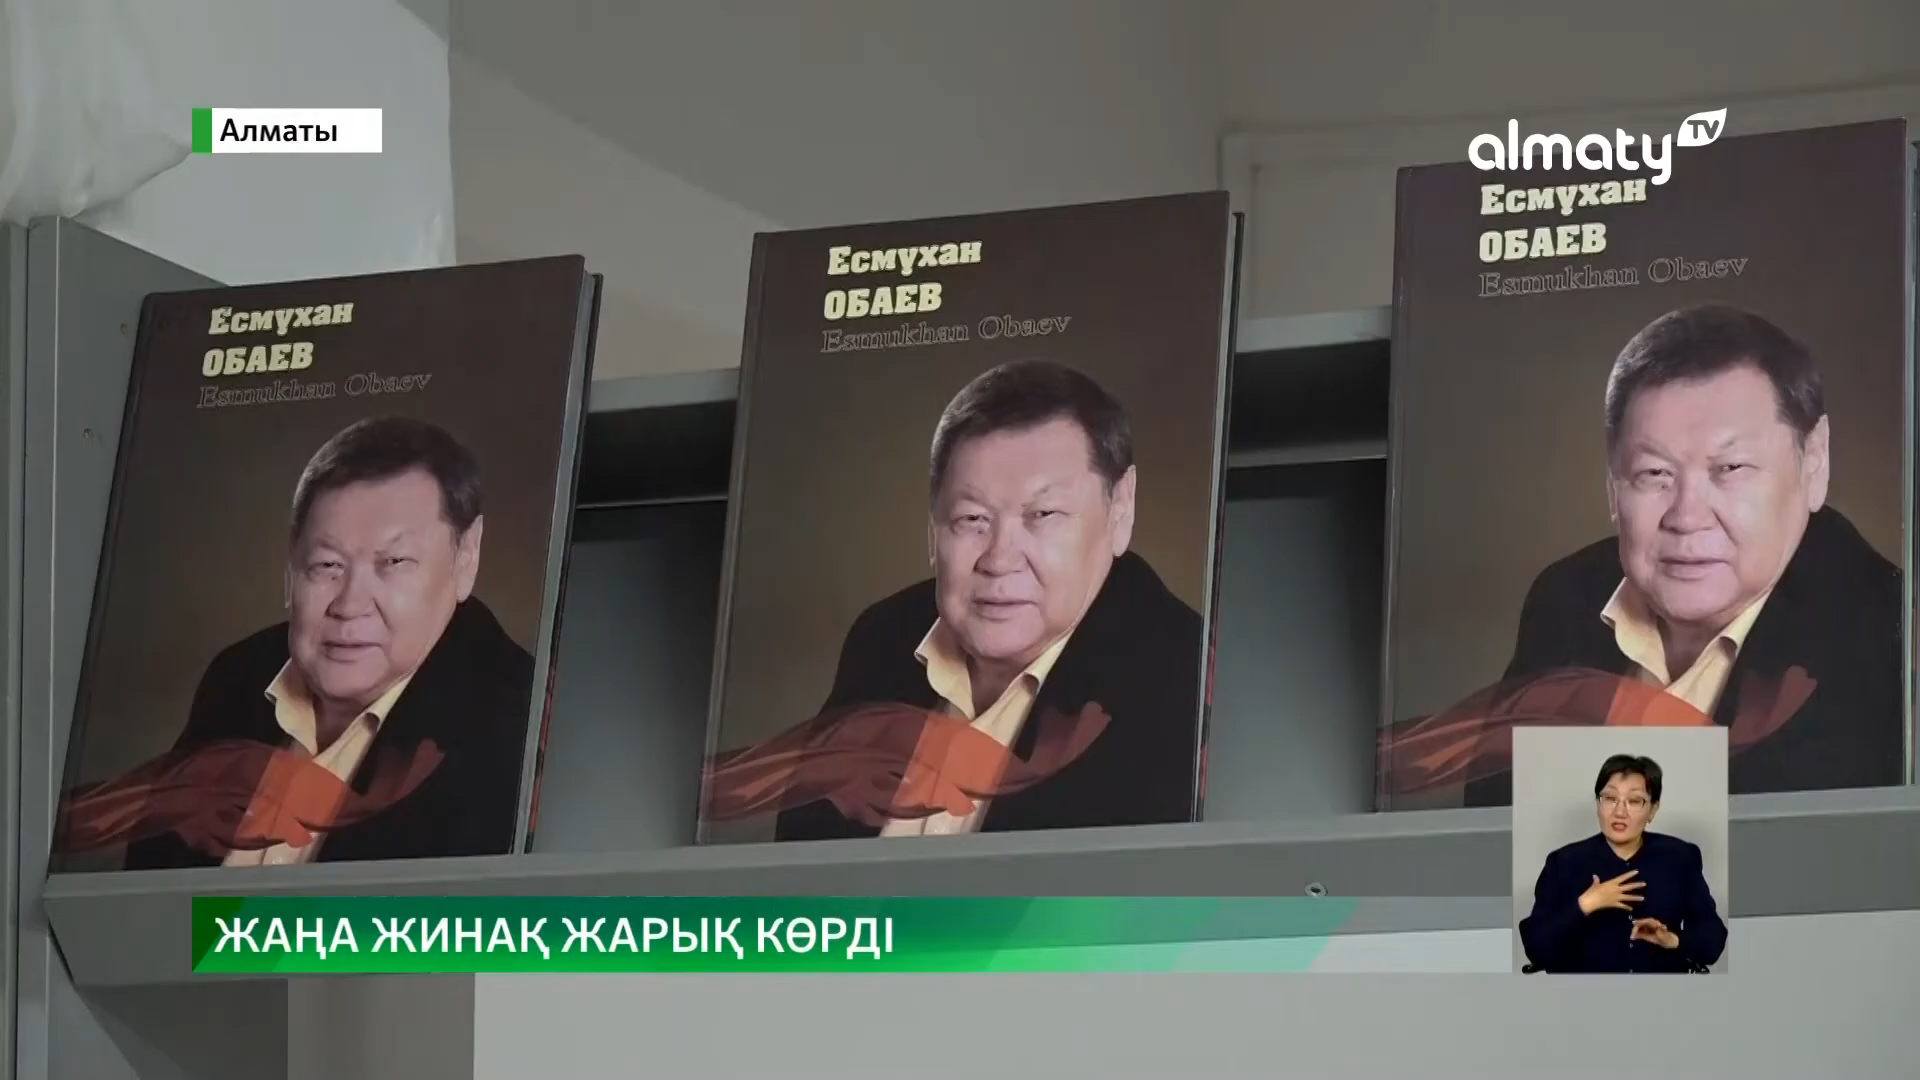 Алматы
almaty TV
Есмұхан
ОБАЕВ
Esmukhan Obaev
Есмұхан
ОБАЕВ
Esmukhan Obaev
Есмұхан
ОБАЕВ
Esmukhan Obaev
ЖАҢА ЖИНАҚ ЖАРЫҚ КӨРДІ